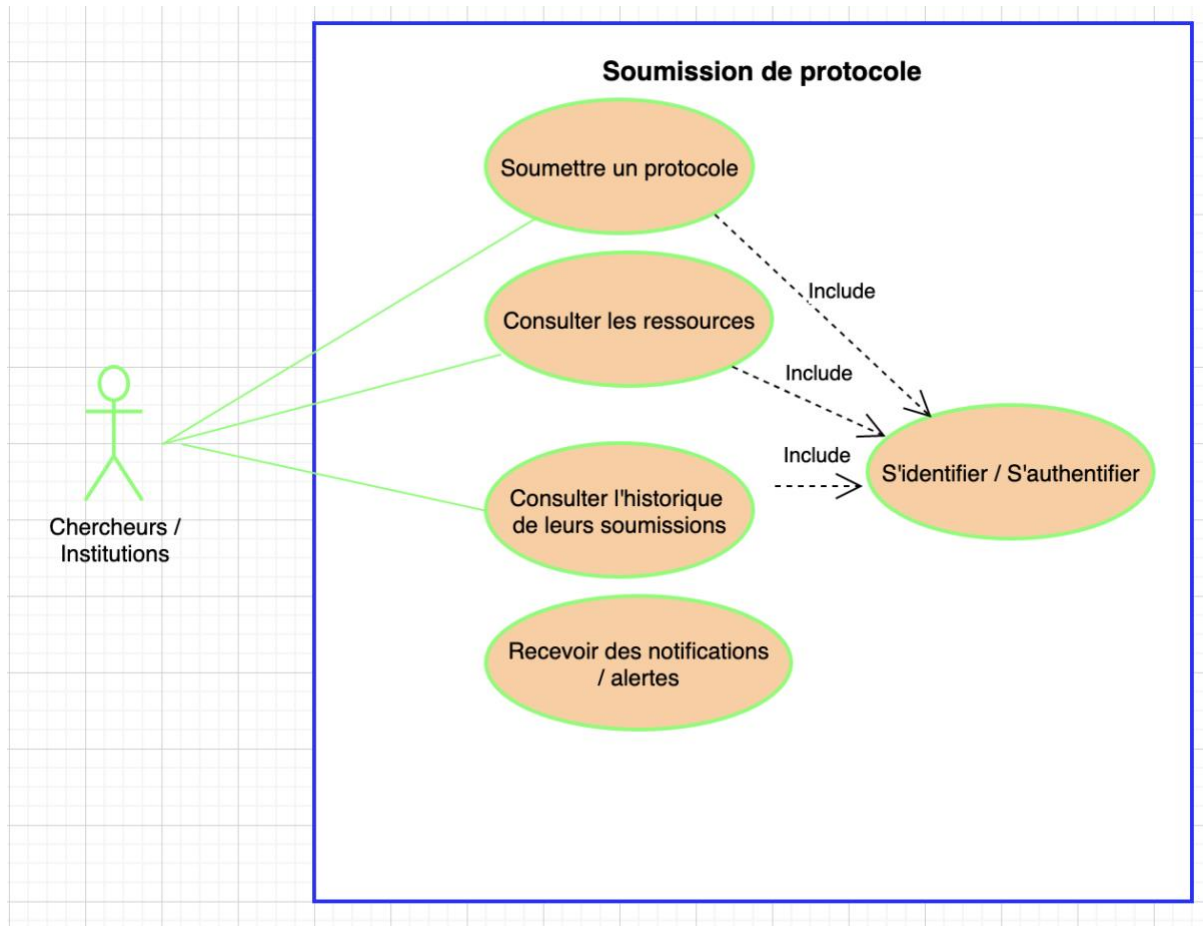 Soumission de protocole
Soumettre un protocole
Include
Consulter les ressources
Include
Include
S'identifier / S'authentifier
Consulter l'historique
de leurs soumissions
Chercheurs /
Institutions
Recevoir des notifications
/ alertes